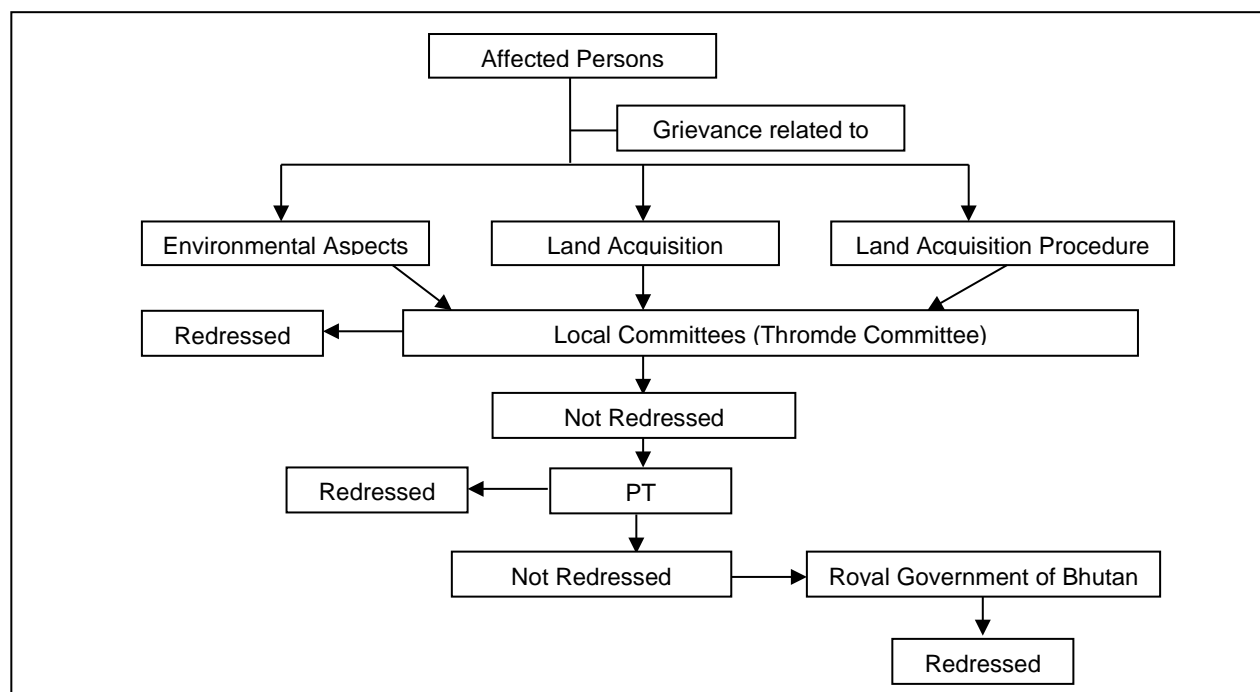 Affected Persons
Grievance related to
Environmental Aspects
Land Acquisition
Land Acquisition Procedure
Redressed
Local Committees (Thromde Committee)
Not Redressed
Redressed
PT
Not Redressed
Royal Government of Bhutan
Redressed